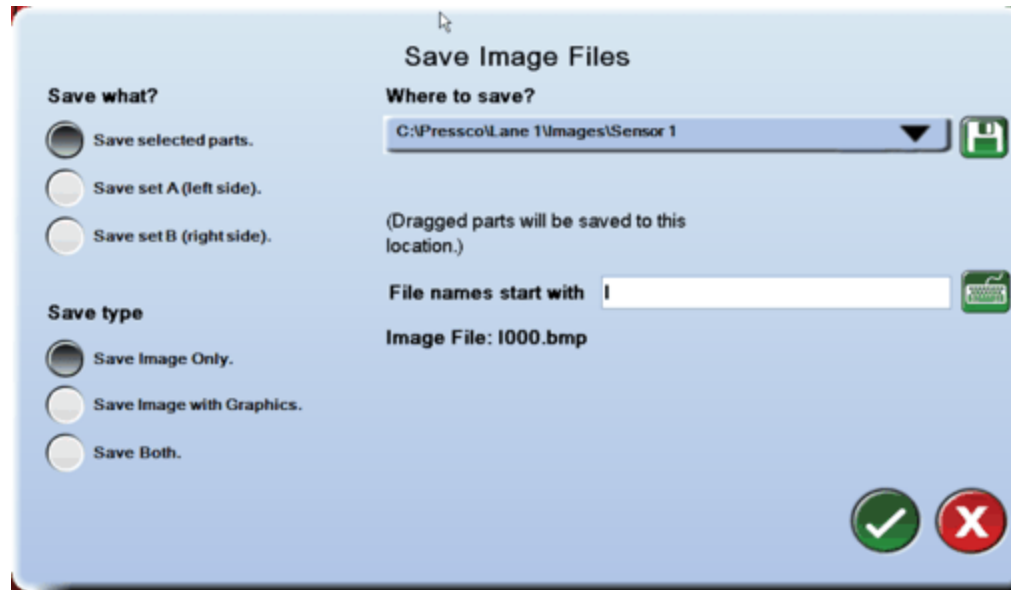 Save Image Files
Save what?
Save selected parts.
Save set A (left side).
Save set B (right side).
Save type
Save Image Only.
Save Image with Graphics.
Save Both.
Where to save?
C:\Pressco\Lane 1\Images\Sensor 1
(Dragged parts will be saved to this
location.)
File names start with I
Image File: I000.bmp